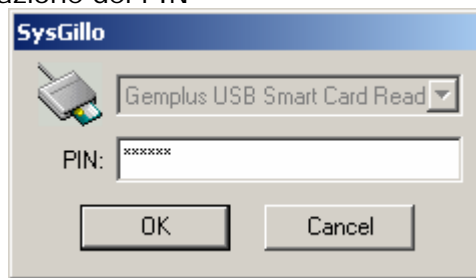 azione del PIN
SysGillo
Gemplus USB Smart Card Read
PIN: ******
OK Cancel